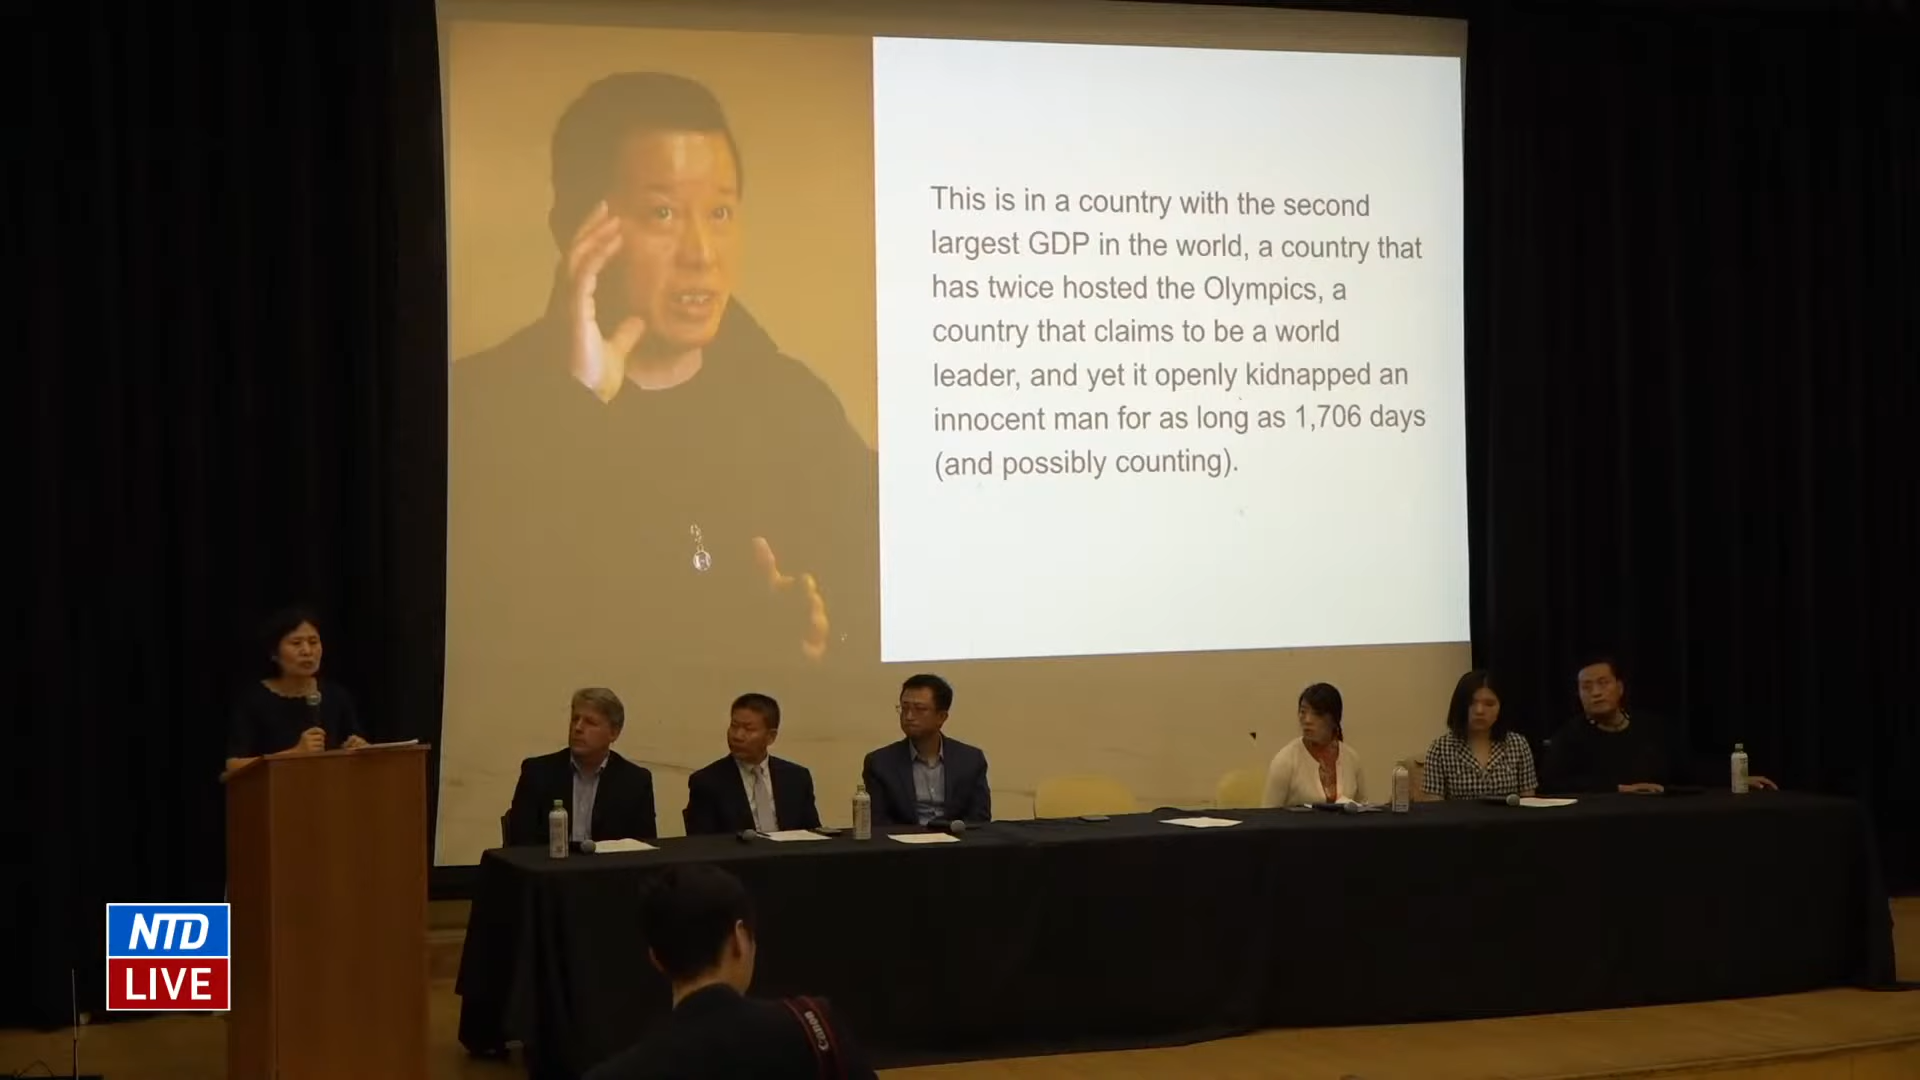 This is in a country with the second
largest GDP in the world, a country that
has twice hosted the Olympics, a
country that claims to be a world
leader, and yet it openly kidnapped an
innocent man for as long as 1,706 days
(and possibly counting).
NTD
LIVE
Canon